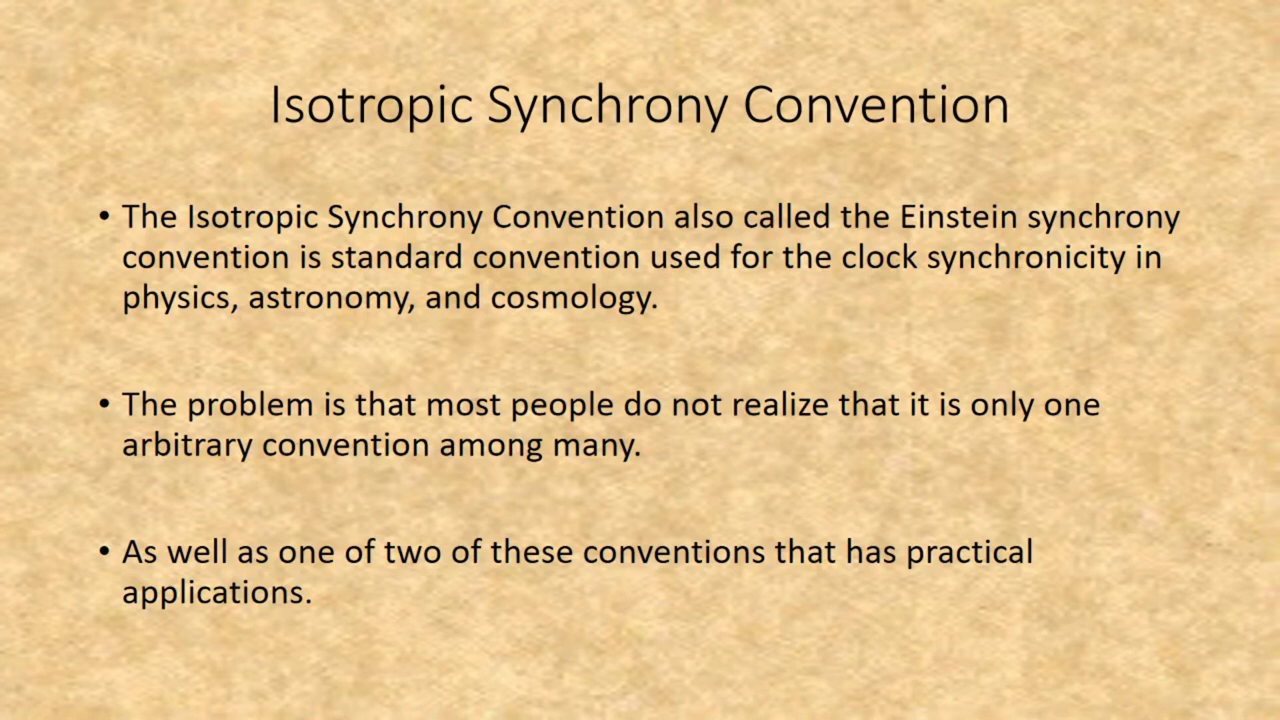 Isotropic Synchrony Convention
• The Isotropic Synchrony Convention also called the Einstein synchrony
convention is standard convention used for the clock synchronicity in
physics, astronomy, and cosmology.
• The problem is that most people do not realize that it is only one
arbitrary convention among many.
• As well as one of two of these conventions that has practical
applications.